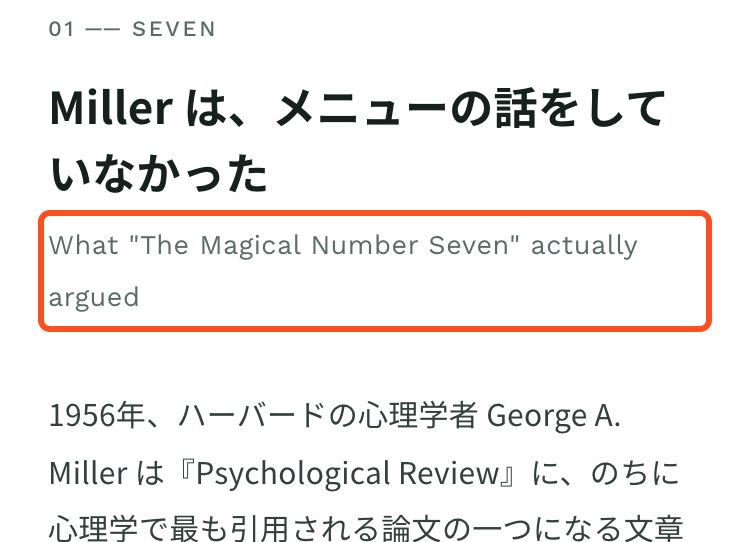 01 —— SEVEN
Miller は、メニューの話をして
いなかった
What "The Magical Number Seven" actually
argued
1956年、ハーバードの心理学者 George A.
Miller は『Psychological Review』に、のちに
心理学で最も引用される論文の一つになる文章